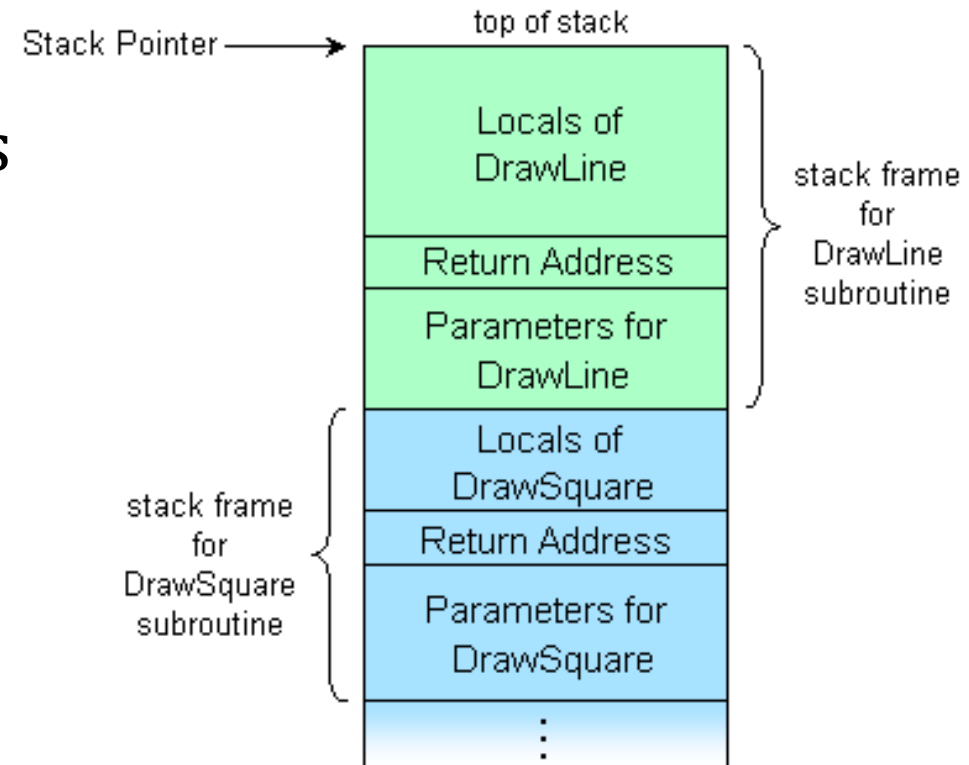 top of stack
Stack Pointer
s
Locals of
DrawLine
stack frame
for
DrawLine
subroutine
Return Address
Parameters for
DrawLine
Locals of
DrawSquare
stack frame
for
DrawSquare
subroutine
Return Address
Parameters for
DrawSquare
⋮